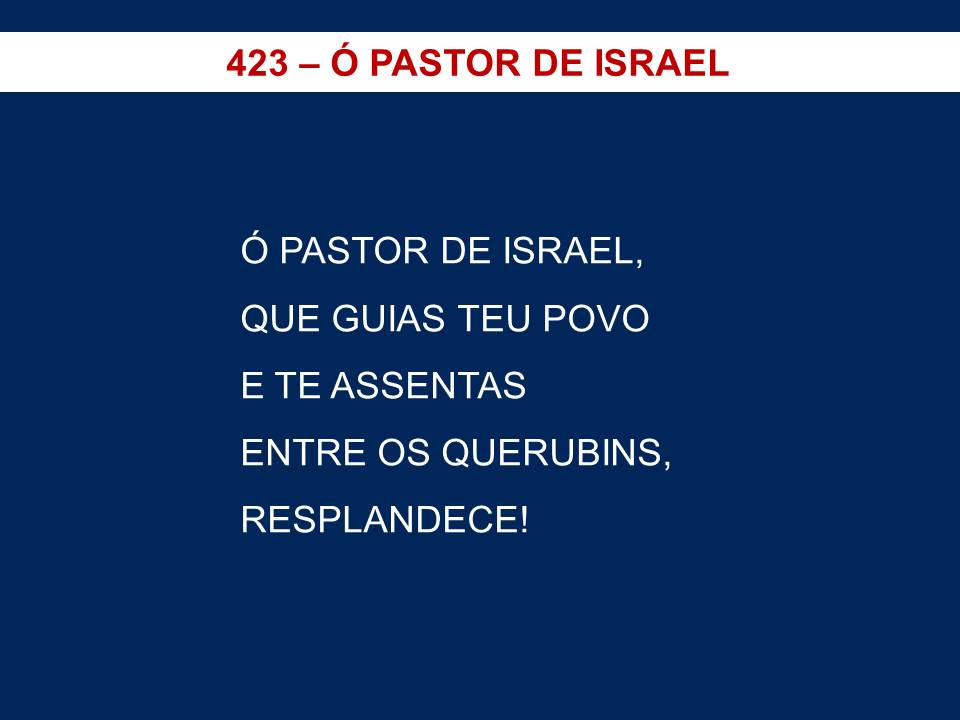 423 – Ó PASTOR DE ISRAEL
Ó PASTOR DE ISRAEL,
QUE GUIAS TEU POVO
E TE ASSENTAS
ENTRE OS QUERUBINS,
RESPLANDECE!